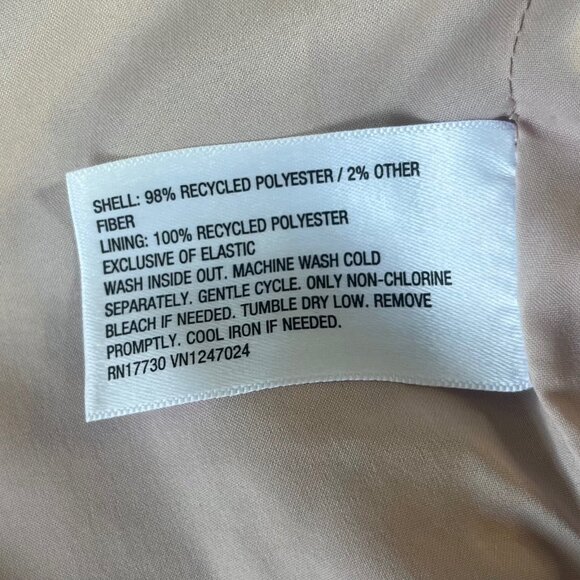 SHELL: 98% RECYCLED POLYESTER / 2% OTHER
FIBER
LINING: 100% RECYCLED POLYESTER
EXCLUSIVE OF ELASTIC
WASH INSIDE OUT. MACHINE WASH COLD
SEPARATELY. GENTLE CYCLE. ONLY NON-CHLORINE
BLEACH IF NEEDED. TUMBLE DRY LOW. REMOVE
PROMPTLY. COOL IRON IF NEEDED.
RN17730 VN1247024